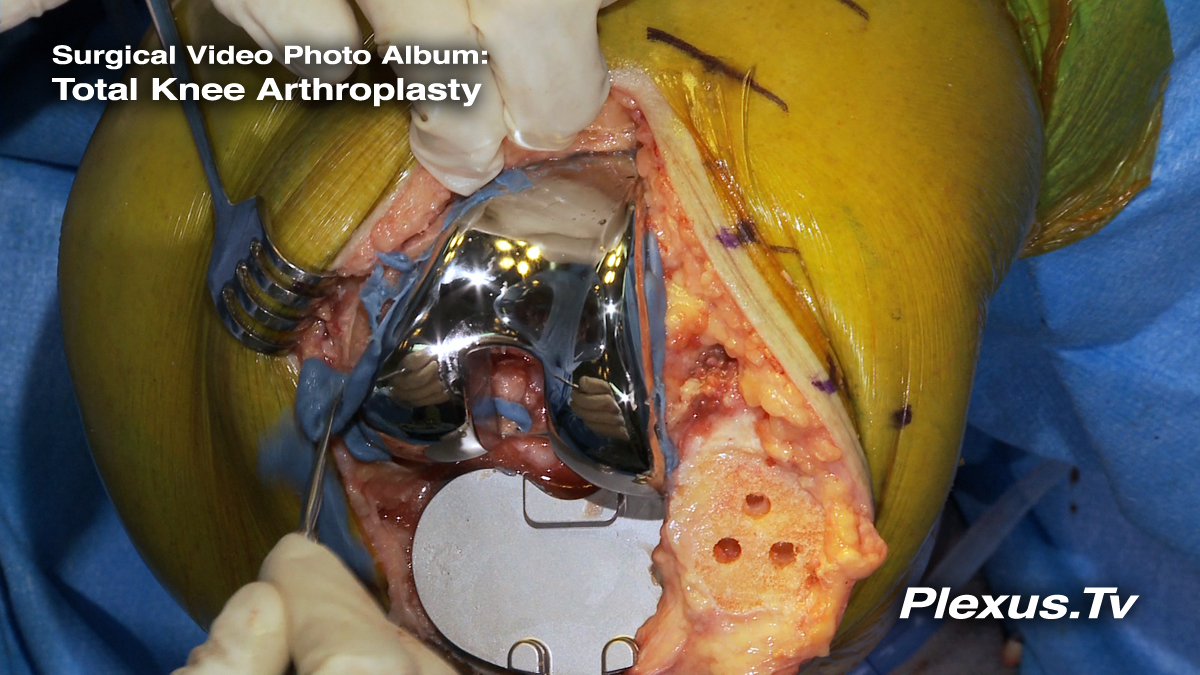 Surgical Video Photo Album:
Total Knee Arthroplasty
Plexus.Tv